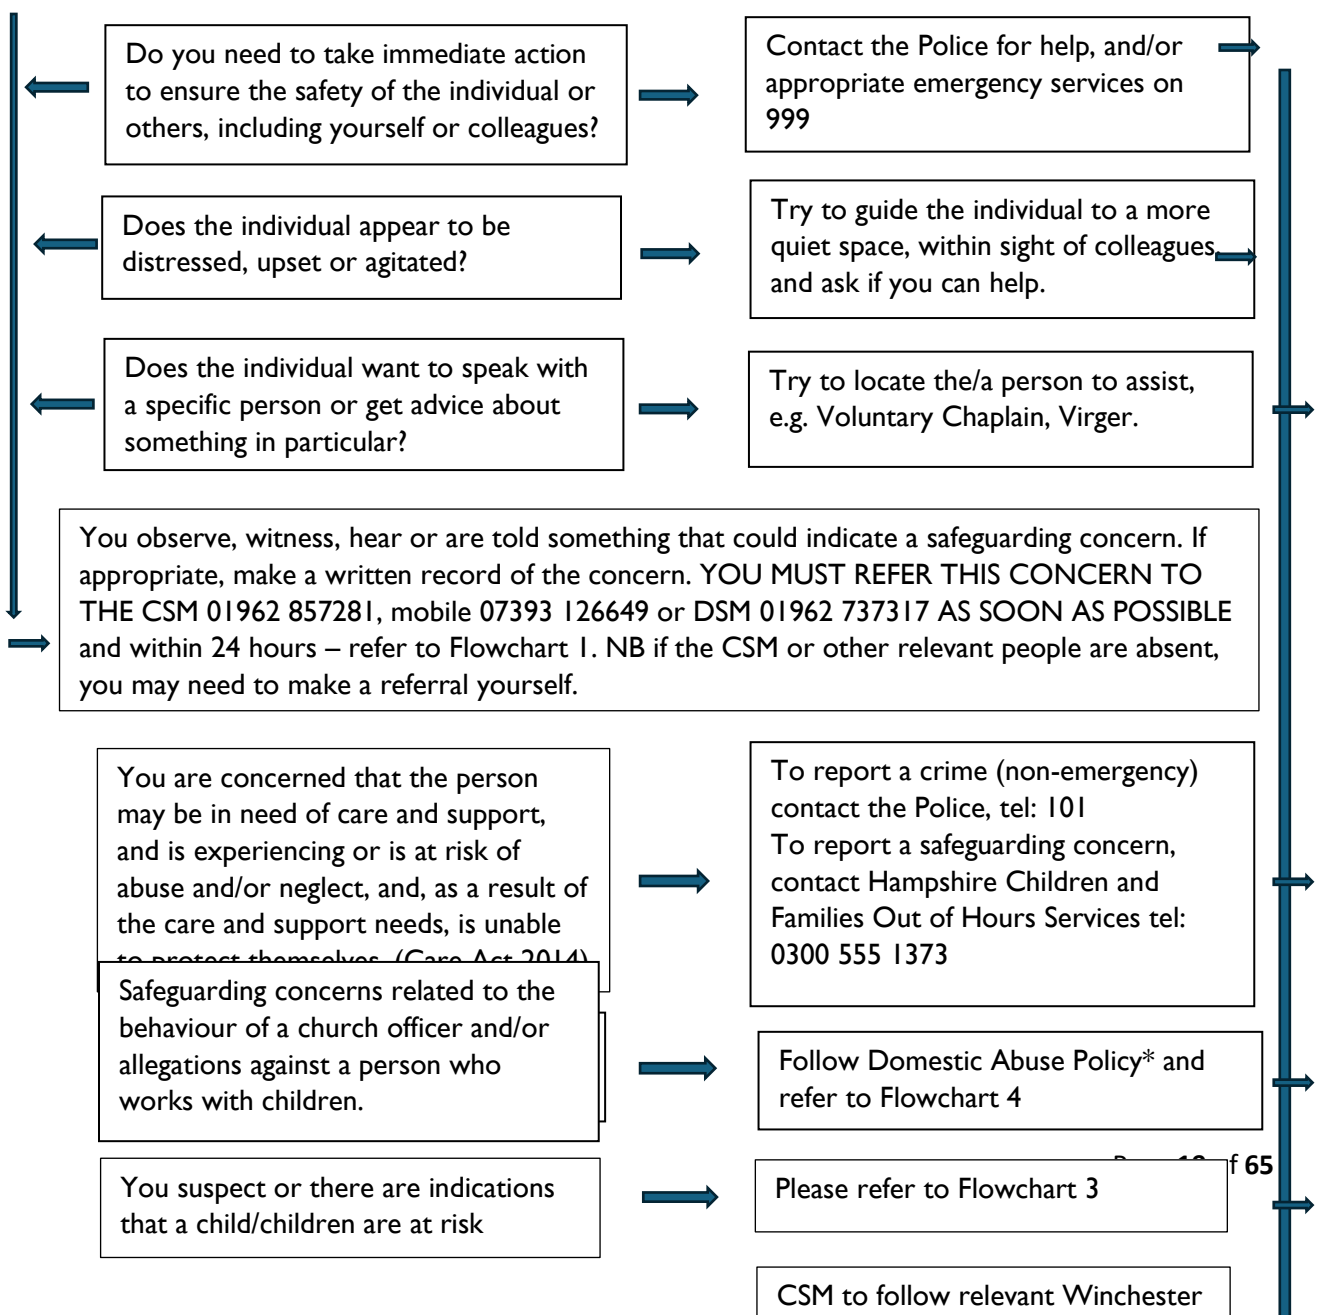 Do you need to take immediate action
to ensure the safety of the individual or
others, including yourself or colleagues?
Contact the Police for help, and/or
appropriate emergency services on
999
Does the individual appear to be
distressed, upset or agitated?
Try to guide the individual to a more
quiet space, within sight of colleagues,
and ask if you can help.
Does the individual want to speak with
a specific person or get advice about
something in particular?
Try to locate the/a person to assist,
e.g. Voluntary Chaplain, Virger.
You observe, witness, hear or are told something that could indicate a safeguarding concern. If
appropriate, make a written record of the concern. YOU MUST REFER THIS CONCERN TO
THE CSM 01962 857281, mobile 07393 126649 or DSM 01962 737317 AS SOON AS POSSIBLE
and within 24 hours – refer to Flowchart 1. NB if the CSM or other relevant people are absent,
you may need to make a referral yourself.
You are concerned that the person
may be in need of care and support,
and is experiencing or is at risk of
abuse and/or neglect, and, as a result of
the care and support needs, is unable
to protect themselves. (Care Act 2014)
To report a crime (non-emergency)
contact the Police, tel: 101
To report a safeguarding concern,
contact Hampshire Children and
Families Out of Hours Services tel:
0300 555 1373
Safeguarding concerns related to the
behaviour of a church officer and/or
allegations against a person who
works with children.
Follow Domestic Abuse Policy* and
refer to Flowchart 4
65
You suspect or there are indications
that a child/children are at risk
Please refer to Flowchart 3
CSM to follow relevant Winchester